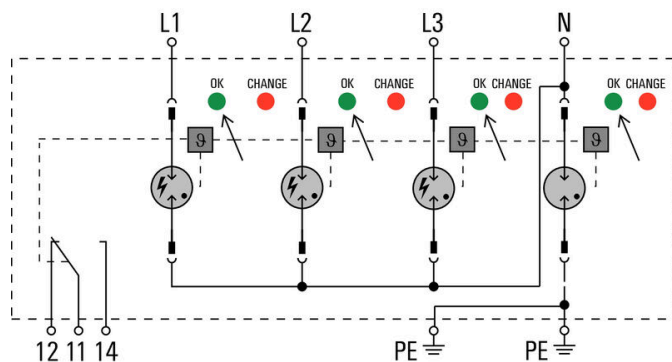 L1 L2 L3 N
OK CHANGE OK CHANGE OK CHANGE OK CHANGE
ϑ ϑ ϑ ϑ
12 11 14 PE PE